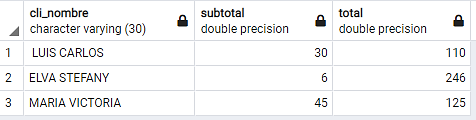 cli_nombre subtotal total
character varying (30) double precision double precision
1 LUIS CARLOS 30 110
2 ELVA STEFANY 6 246
3 MARIA VICTORIA 45 125